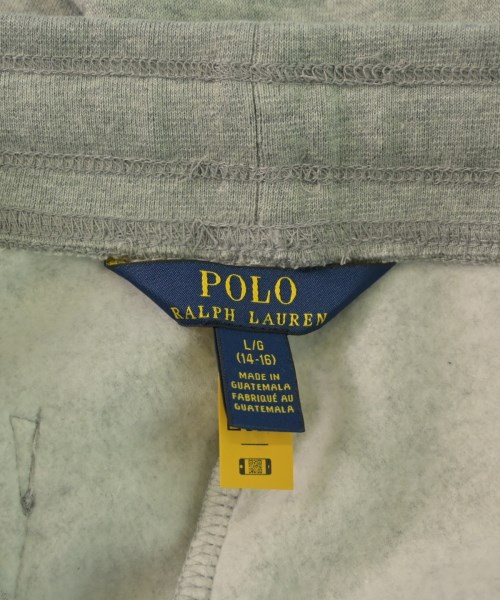 POLO
RALPH LAUREN
L/G
(14-16)
MADE IN
GUATEMALA
FABRIQUÉ AU
GUATEMALA